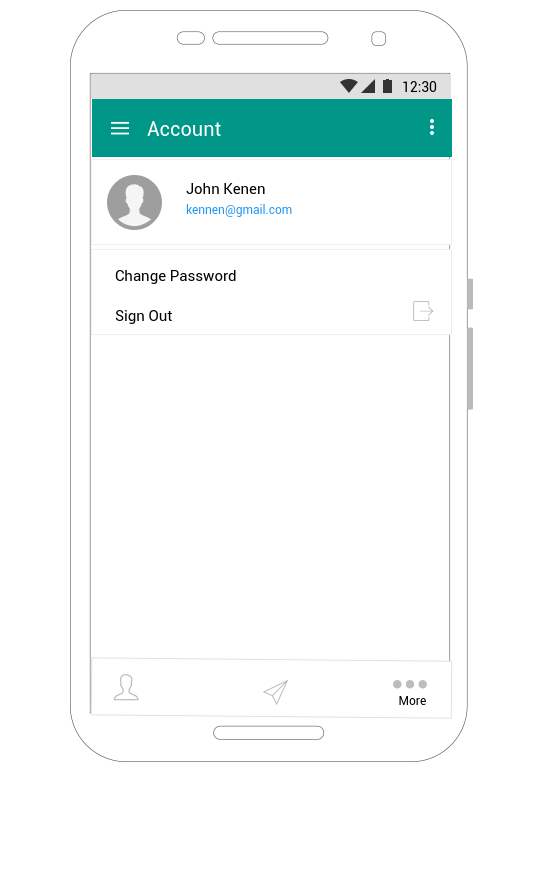 12:30
Account
John Kenen
kennen@gmail.com
Change Password
Sign Out
More